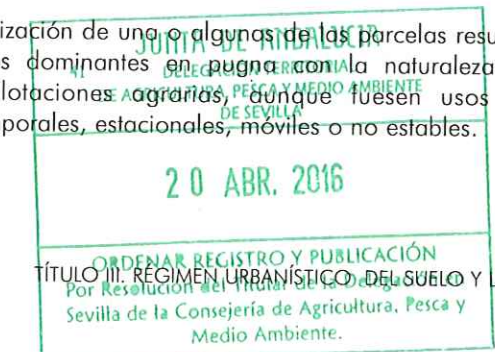 ización de una o algunas de las parcelas resu
s dominantes en pugna con la naturaleza
lotaciones agrarias, aunque fuesen usos
porales, estacionales, móviles o no estables.
JUNTA DE ANDALUCIA
DELEGACIÓN TERRITORIAL
DE AGRICULTURA, PESCA Y MEDIO AMBIENTE
DE SEVILLA
20 ABR. 2016
ORDENAR REGISTRO Y PUBLICACIÓN
Por Resolución del Titular de la Delegación
Sevilla de la Consejería de Agricultura, Pesca y
Medio Ambiente.
TÍTULO III. RÉGIMEN URBANÍSTICO DEL SUELO Y L